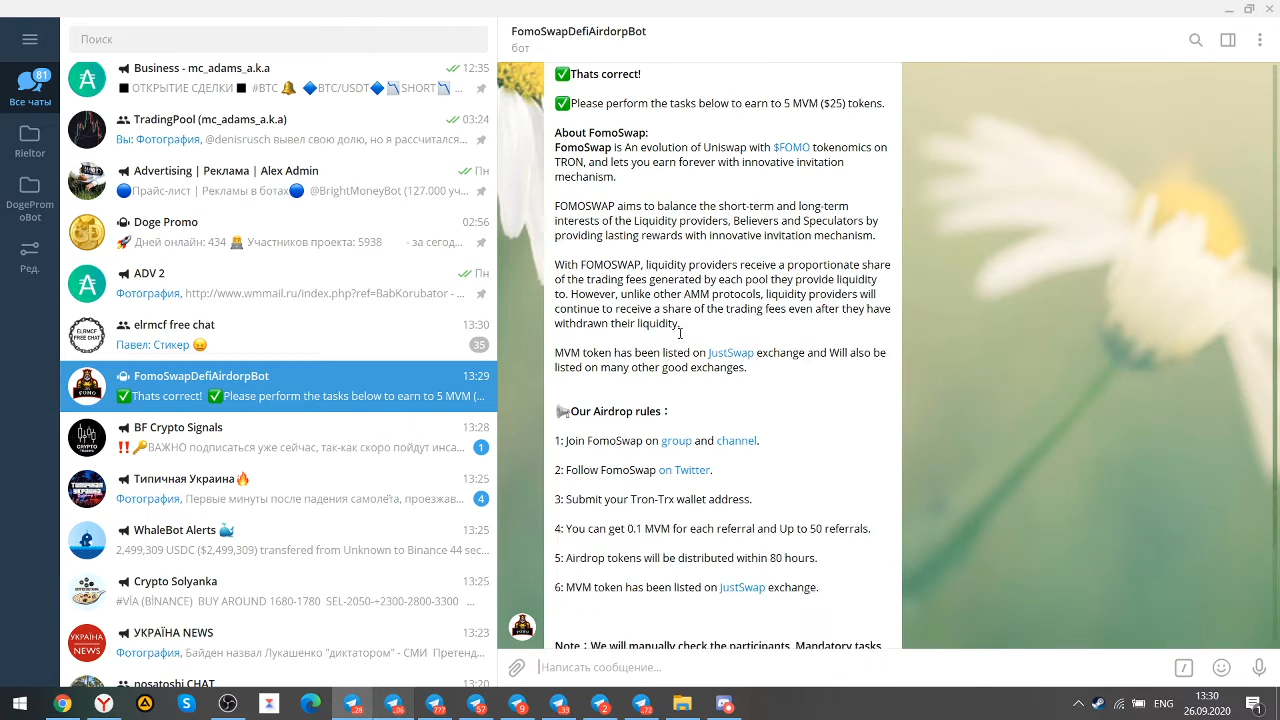 Поиск
81
Все чаты
Rieltor
DogeProm
oBot
Ред.
Business - mc_adams_a.k.a
12:35
ОТКРЫТИЕ СДЕЛКИ ■ #BTC 🔔 🔷BTC/USDT🔷 📉SHORT📉 ...
TradingPool (mc_adams_a.k.a)
03:24
Вы: Фотография, @denisrusch вывел свою долю, но я рассчитался...
Advertising | Реклама | Alex Admin
Пн
🔵Прайс-лист | Рекламы в ботах🔵 @BrightMoneyBot (127.000 уч...
Doge Promo
02:56
🚀 Дней онлайн: 434 👨‍💻 Участников проекта: 5938 - за сегод...
ADV 2
Пн
Фотография, http://www.wmmail.ru/index.php?ref=BabKorubator - ...
elrmcf free chat
13:30
Павел: Стикер 😠
35
FomoSwapDefiAirdorpBot
13:29
✅Thats correct! ✅Please perform the tasks below to earn to 5 MVM (...
BF Crypto Signals
13:28
‼️🔑ВАЖНО подписаться уже сейчас, так-как скоро пойдут инса...
1
Типичная Украина🔥
13:25
Фотография, Первые минуты после падения самолёта, проезжав...
4
WhaleBot Alerts 🐳
13:25
2,499,309 USDC ($2,499,309) transfered from Unknown to Binance 44 sec...
Crypto Solyanka
13:25
#VİA (BİNANCE) BUY AROUND 1680-1780 SEL-2050-+2300-2800-3300 ...
УКРАЇНА NEWS
13:23
Фотография, Байден назвал Лукашенко "диктатором" - СМИ Претенд...
nosatoshi CHAT
13:20
FomoSwapDefiAirdorpBot
бот
✅Thats correct!
✅Please perform the tasks below to earn to 5 MVM ($25) tokens.
About FomoSwap:
FomoSwap is An evolution of Uniswap with $FOMO tokenomics on
TRON, and lets you earn forever with innovative invitation
mechanism.
FOMOSWAP aims to balance the short-term and long-term
interests of the Liquidity providers, Believers and Speculators by
providing lasting rewards with innovative invitation mechanism.
With FOMOSWAP, liquidity providers receive a proportionate share
of the trading fees generated by each pool they provide liquidity
to. However, unlike other AMM protocols, liquidity providers will
continue to receive a share of the trading fees even after they have
withdrawn their liquidity.
MVM token has been listed on JustSwap exchange and Will also be
listed on many other good exchanges.
📢Our Airdrop rules：
1: Join FomoSwap on group and channel.
2: Follow FomoSwap on Twitter.
3: Submit your Tron-Trx wallet address.
4: You can get 0.1 MVM for each referral and Up to 50 referrals.
5: Airdrop tokens will be distributed within 80 hours.
6: MVM token has been listed on JustSwap exchange.
Note：We will manually check the participants. Mandatory tasks
Написать сообщение...
ENG
13:30
26.09.2020